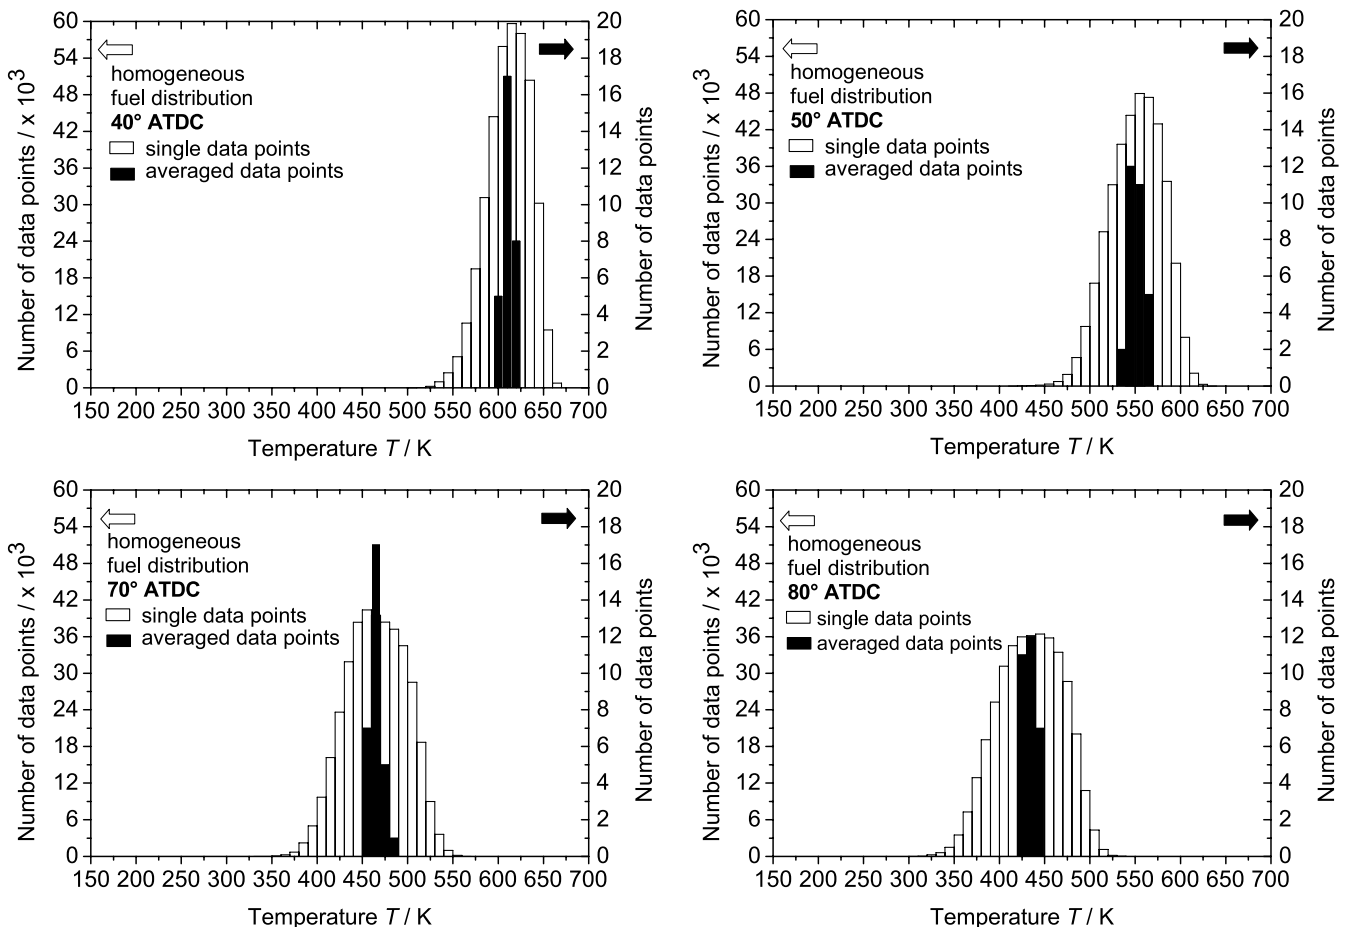 60
54
48
42
36
30
24
18
12
6
0
Number of data points / x 10³
20
18
16
14
12
10
8
6
4
2
0
Number of data points
homogeneous
fuel distribution
40° ATDC
single data points
averaged data points
150 200 250 300 350 400 450 500 550 600 650 700
Temperature T / K
60
54
48
42
36
30
24
18
12
6
0
Number of data points / x 10³
20
18
16
14
12
10
8
6
4
2
0
Number of data points
homogeneous
fuel distribution
50° ATDC
single data points
averaged data points
150 200 250 300 350 400 450 500 550 600 650 700
Temperature T / K
60
54
48
42
36
30
24
18
12
6
0
Number of data points / x 10³
20
18
16
14
12
10
8
6
4
2
0
Number of data points
homogeneous
fuel distribution
70° ATDC
single data points
averaged data points
150 200 250 300 350 400 450 500 550 600 650 700
Temperature T / K
60
54
48
42
36
30
24
18
12
6
0
Number of data points / x 10³
20
18
16
14
12
10
8
6
4
2
0
Number of data points
homogeneous
fuel distribution
80° ATDC
single data points
averaged data points
150 200 250 300 350 400 450 500 550 600 650 700
Temperature T / K